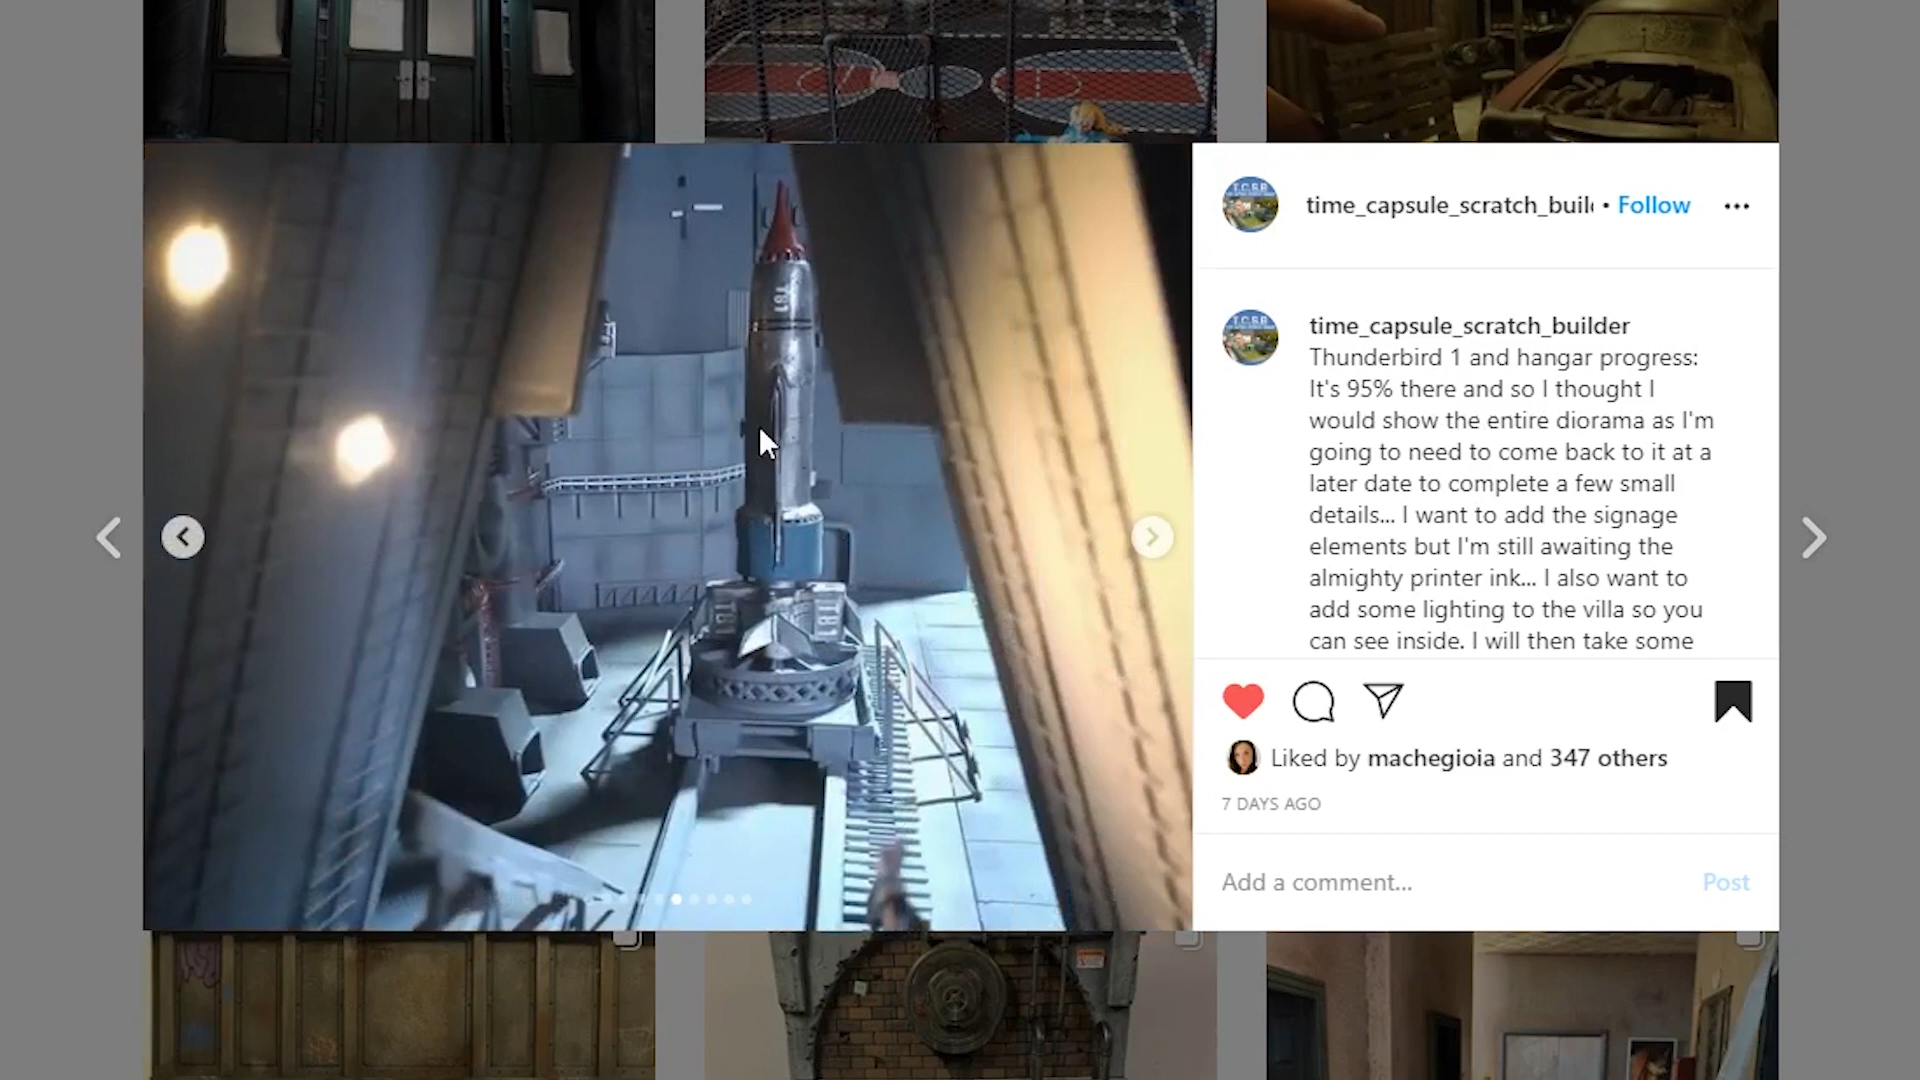 time_capsule_scratch_buil • Follow
time_capsule_scratch_builder
Thunderbird 1 and hangar progress:
It's 95% there and so I thought I
would show the entire diorama as I'm
going to need to come back to it at a
later date to complete a few small
details... I want to add the signage
elements but I'm still awaiting the
almighty printer ink... I also want to
add some lighting to the villa so you
can see inside. I will then take some
Liked by machegioia and 347 others
7 DAYS AGO
Add a comment... Post
T.C.S.B
T.C.S.B
TB1
TB1
TB1